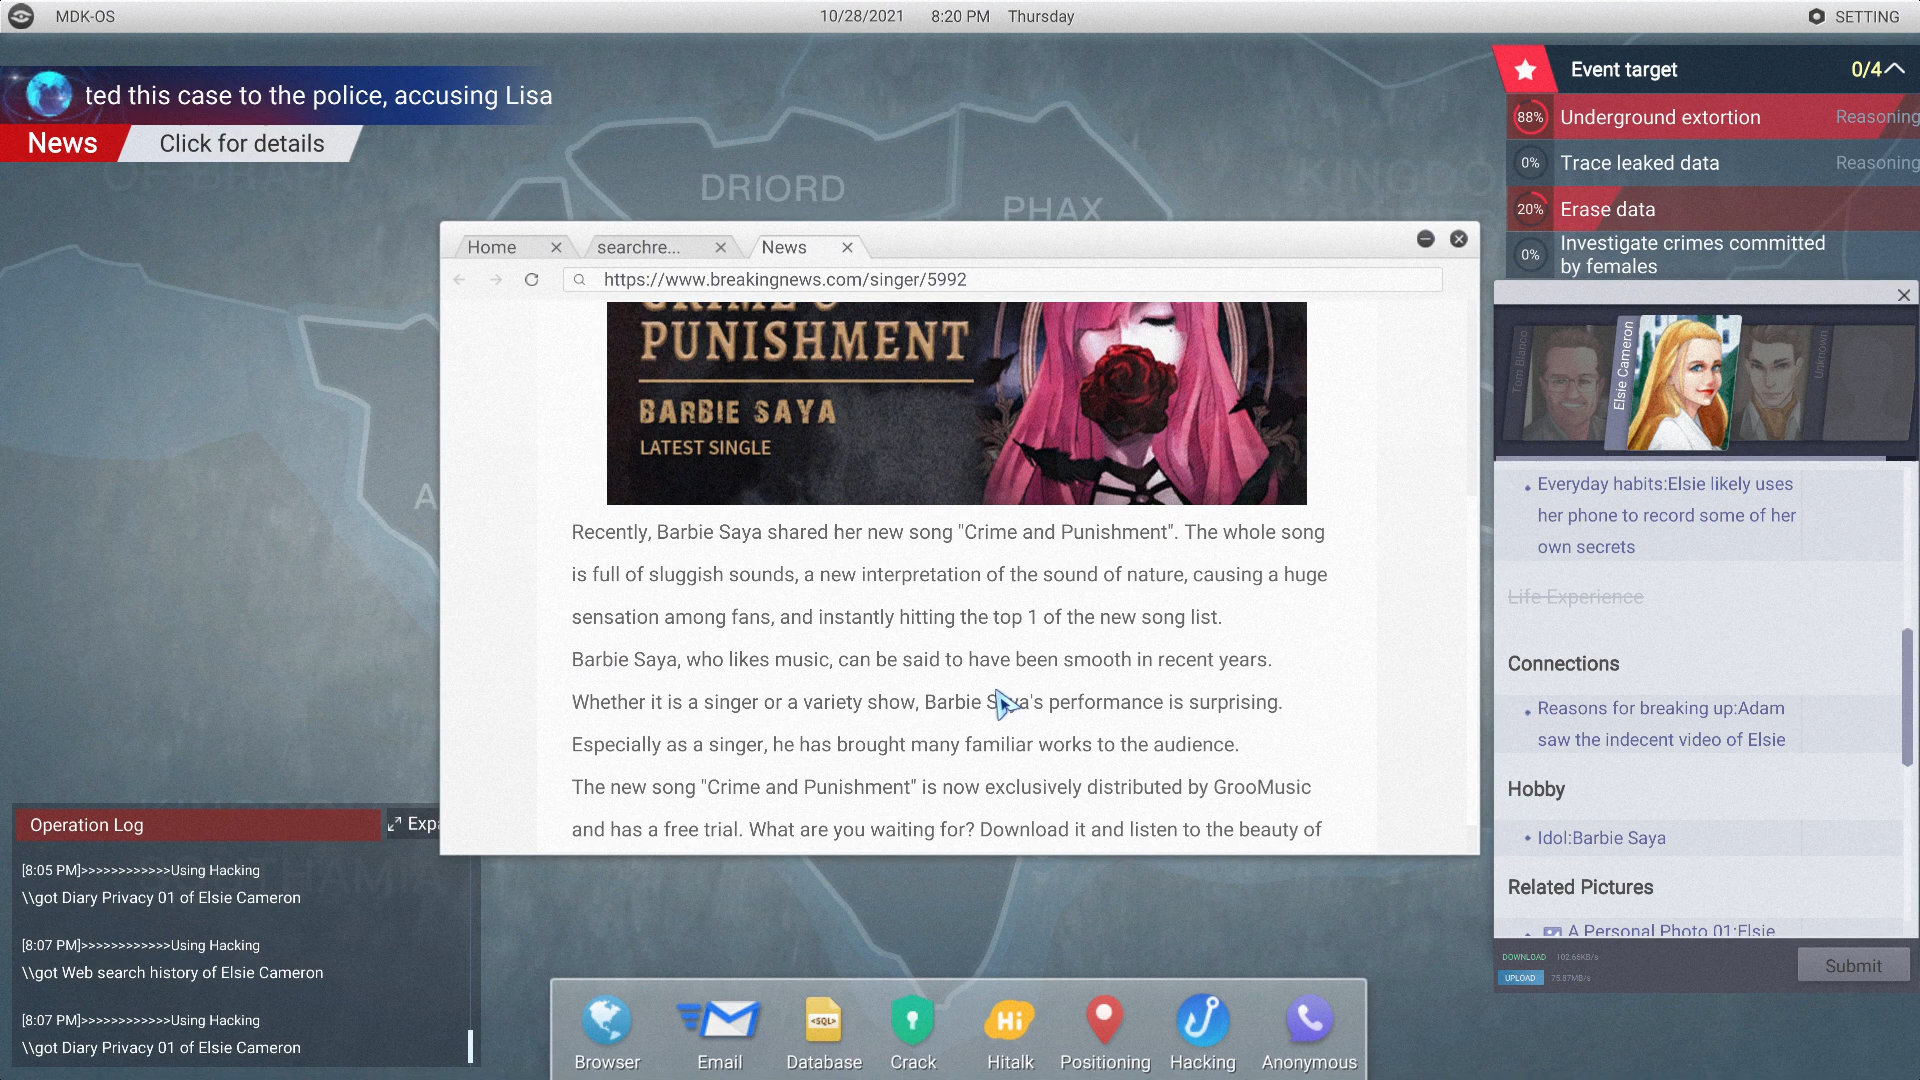 MDK-OS
10/28/2021 8:20 PM Thursday
SETTING
ted this case to the police, accusing Lisa
News Click for details
Event target 0/4
88% Underground extortion Reasoning
0% Trace leaked data Reasoning
20% Erase data
0% Investigate crimes committed
by females
DRIORD
PHAX
Home
searchre...
News
https://www.breakingnews.com/singer/5992
PUNISHMENT
BARBIE SAYA
LATEST SINGLE
Recently, Barbie Saya shared her new song "Crime and Punishment". The whole song
is full of sluggish sounds, a new interpretation of the sound of nature, causing a huge
sensation among fans, and instantly hitting the top 1 of the new song list.
Barbie Saya, who likes music, can be said to have been smooth in recent years.
Whether it is a singer or a variety show, Barbie Saya's performance is surprising.
Especially as a singer, he has brought many familiar works to the audience.
The new song "Crime and Punishment" is now exclusively distributed by GrooMusic
and has a free trial. What are you waiting for? Download it and listen to the beauty of
Tom Blanco
Elsie Cameron
Unknown
Everyday habits:Elsie likely uses
her phone to record some of her
own secrets
Life Experience
Connections
Reasons for breaking up:Adam
saw the indecent video of Elsie
Hobby
Idol:Barbie Saya
Related Pictures
A Personal Photo 01:Elsie
DOWNLOAD 102.66KB/s
UPLOAD 75.87MB/s
Submit
Operation Log
Expa
[8:05 PM]>>>>>>>>>>>>Using Hacking
\\got Diary Privacy 01 of Elsie Cameron
[8:07 PM]>>>>>>>>>>>>Using Hacking
\\got Web search history of Elsie Cameron
[8:07 PM]>>>>>>>>>>>>Using Hacking
\\got Diary Privacy 01 of Elsie Cameron
<SQL>
Hi
Browser
Email
Database
Crack
Hitalk
Positioning
Hacking
Anonymous